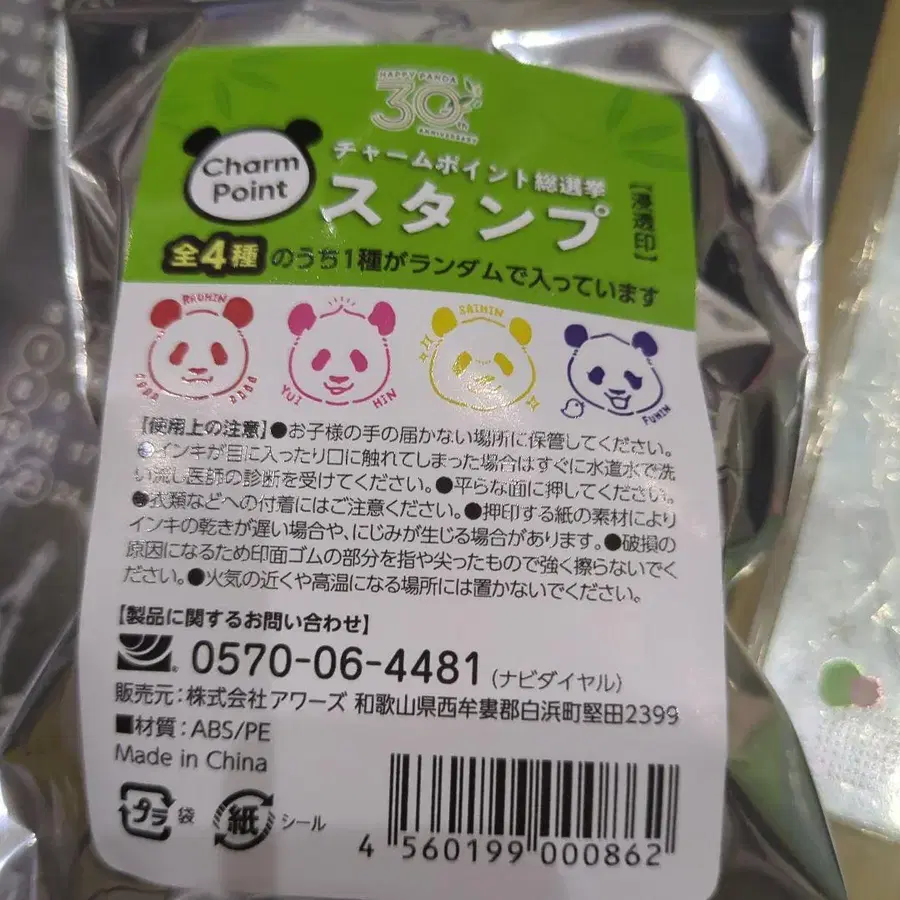 HAPPY PANDA
30th
ANNIVERSARY
Charm
Point
チャームポイント総選挙
スタンプ
【浸透印】
全4種のうち1種がランダムで入っています
RAUHIN
YUI HIN
SAIHIN
FUHIN
【使用上の注意】●お子様の手の届かない場所に保管してください。
●インキが目に入ったり口に触れてしまった場合はすぐに水道水で洗
い流し医師の診断を受けてください。●平らな面に押してください。
●衣類などへの付着にはご注意ください。●押印する紙の素材により
インキの乾きが遅い場合や、にじみが生じる場合があります。●破損の
原因になるため印面ゴムの部分を指や尖ったもので強く擦らないでく
ださい。●火気の近くや高温になる場所には置かないでください。
【製品に関するお問い合わせ】
0570-06-4481 (ナビダイヤル)
販売元:株式会社アワーズ 和歌山県西牟婁郡白浜町堅田2399
■材質:ABS/PE
Made in China
プラ 袋 紙 シール
4 560199 000862